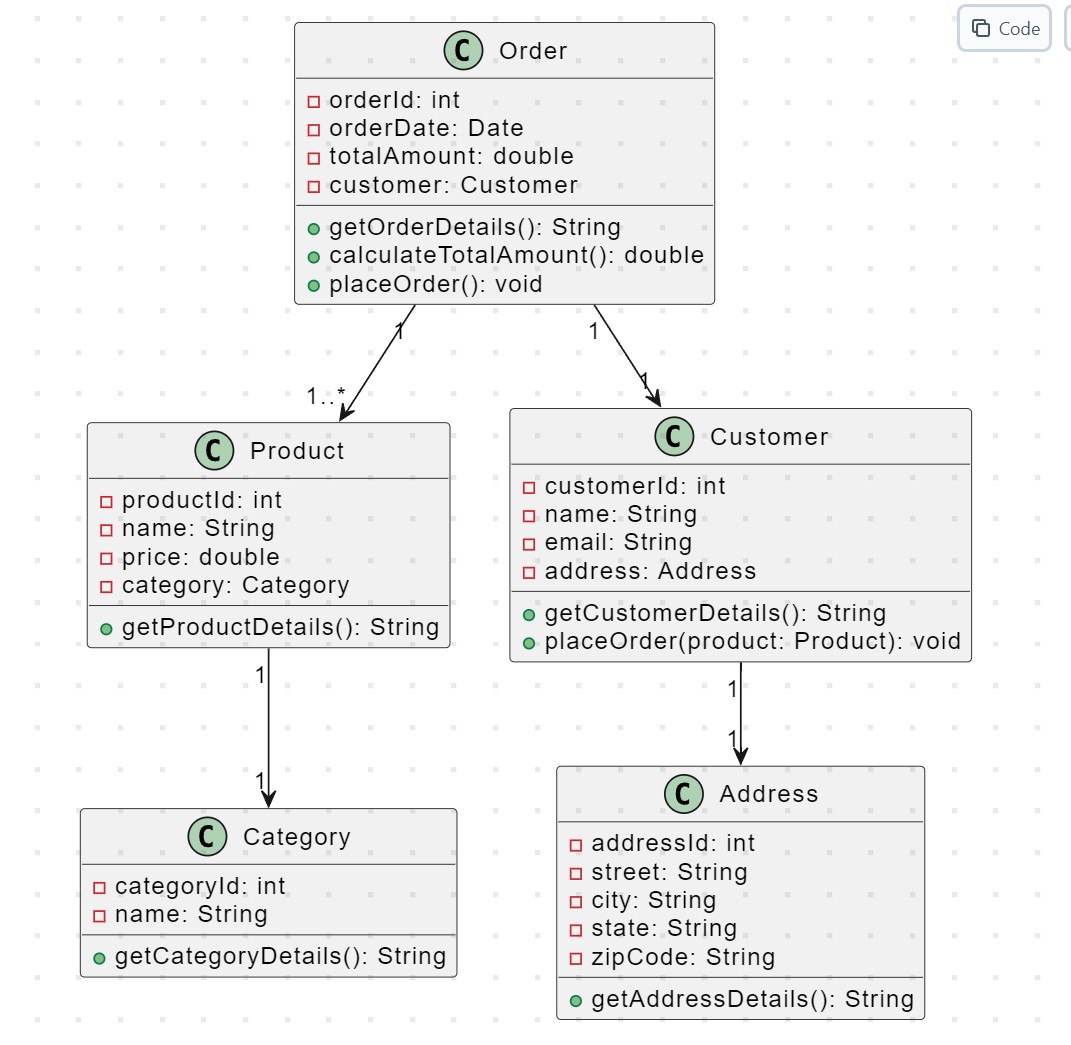 Code
C Order
orderId: int
orderDate: Date
totalAmount: double
customer: Customer
getOrderDetails(): String
calculateTotalAmount(): double
placeOrder(): void
1
1
1..*
1
C Product
productId: int
name: String
price: double
category: Category
getProductDetails(): String
C Customer
customerId: int
name: String
email: String
address: Address
getCustomerDetails(): String
placeOrder(product: Product): void
1
1
1
1
C Category
categoryId: int
name: String
getCategoryDetails(): String
C Address
addressId: int
street: String
city: String
state: String
zipCode: String
getAddressDetails(): String